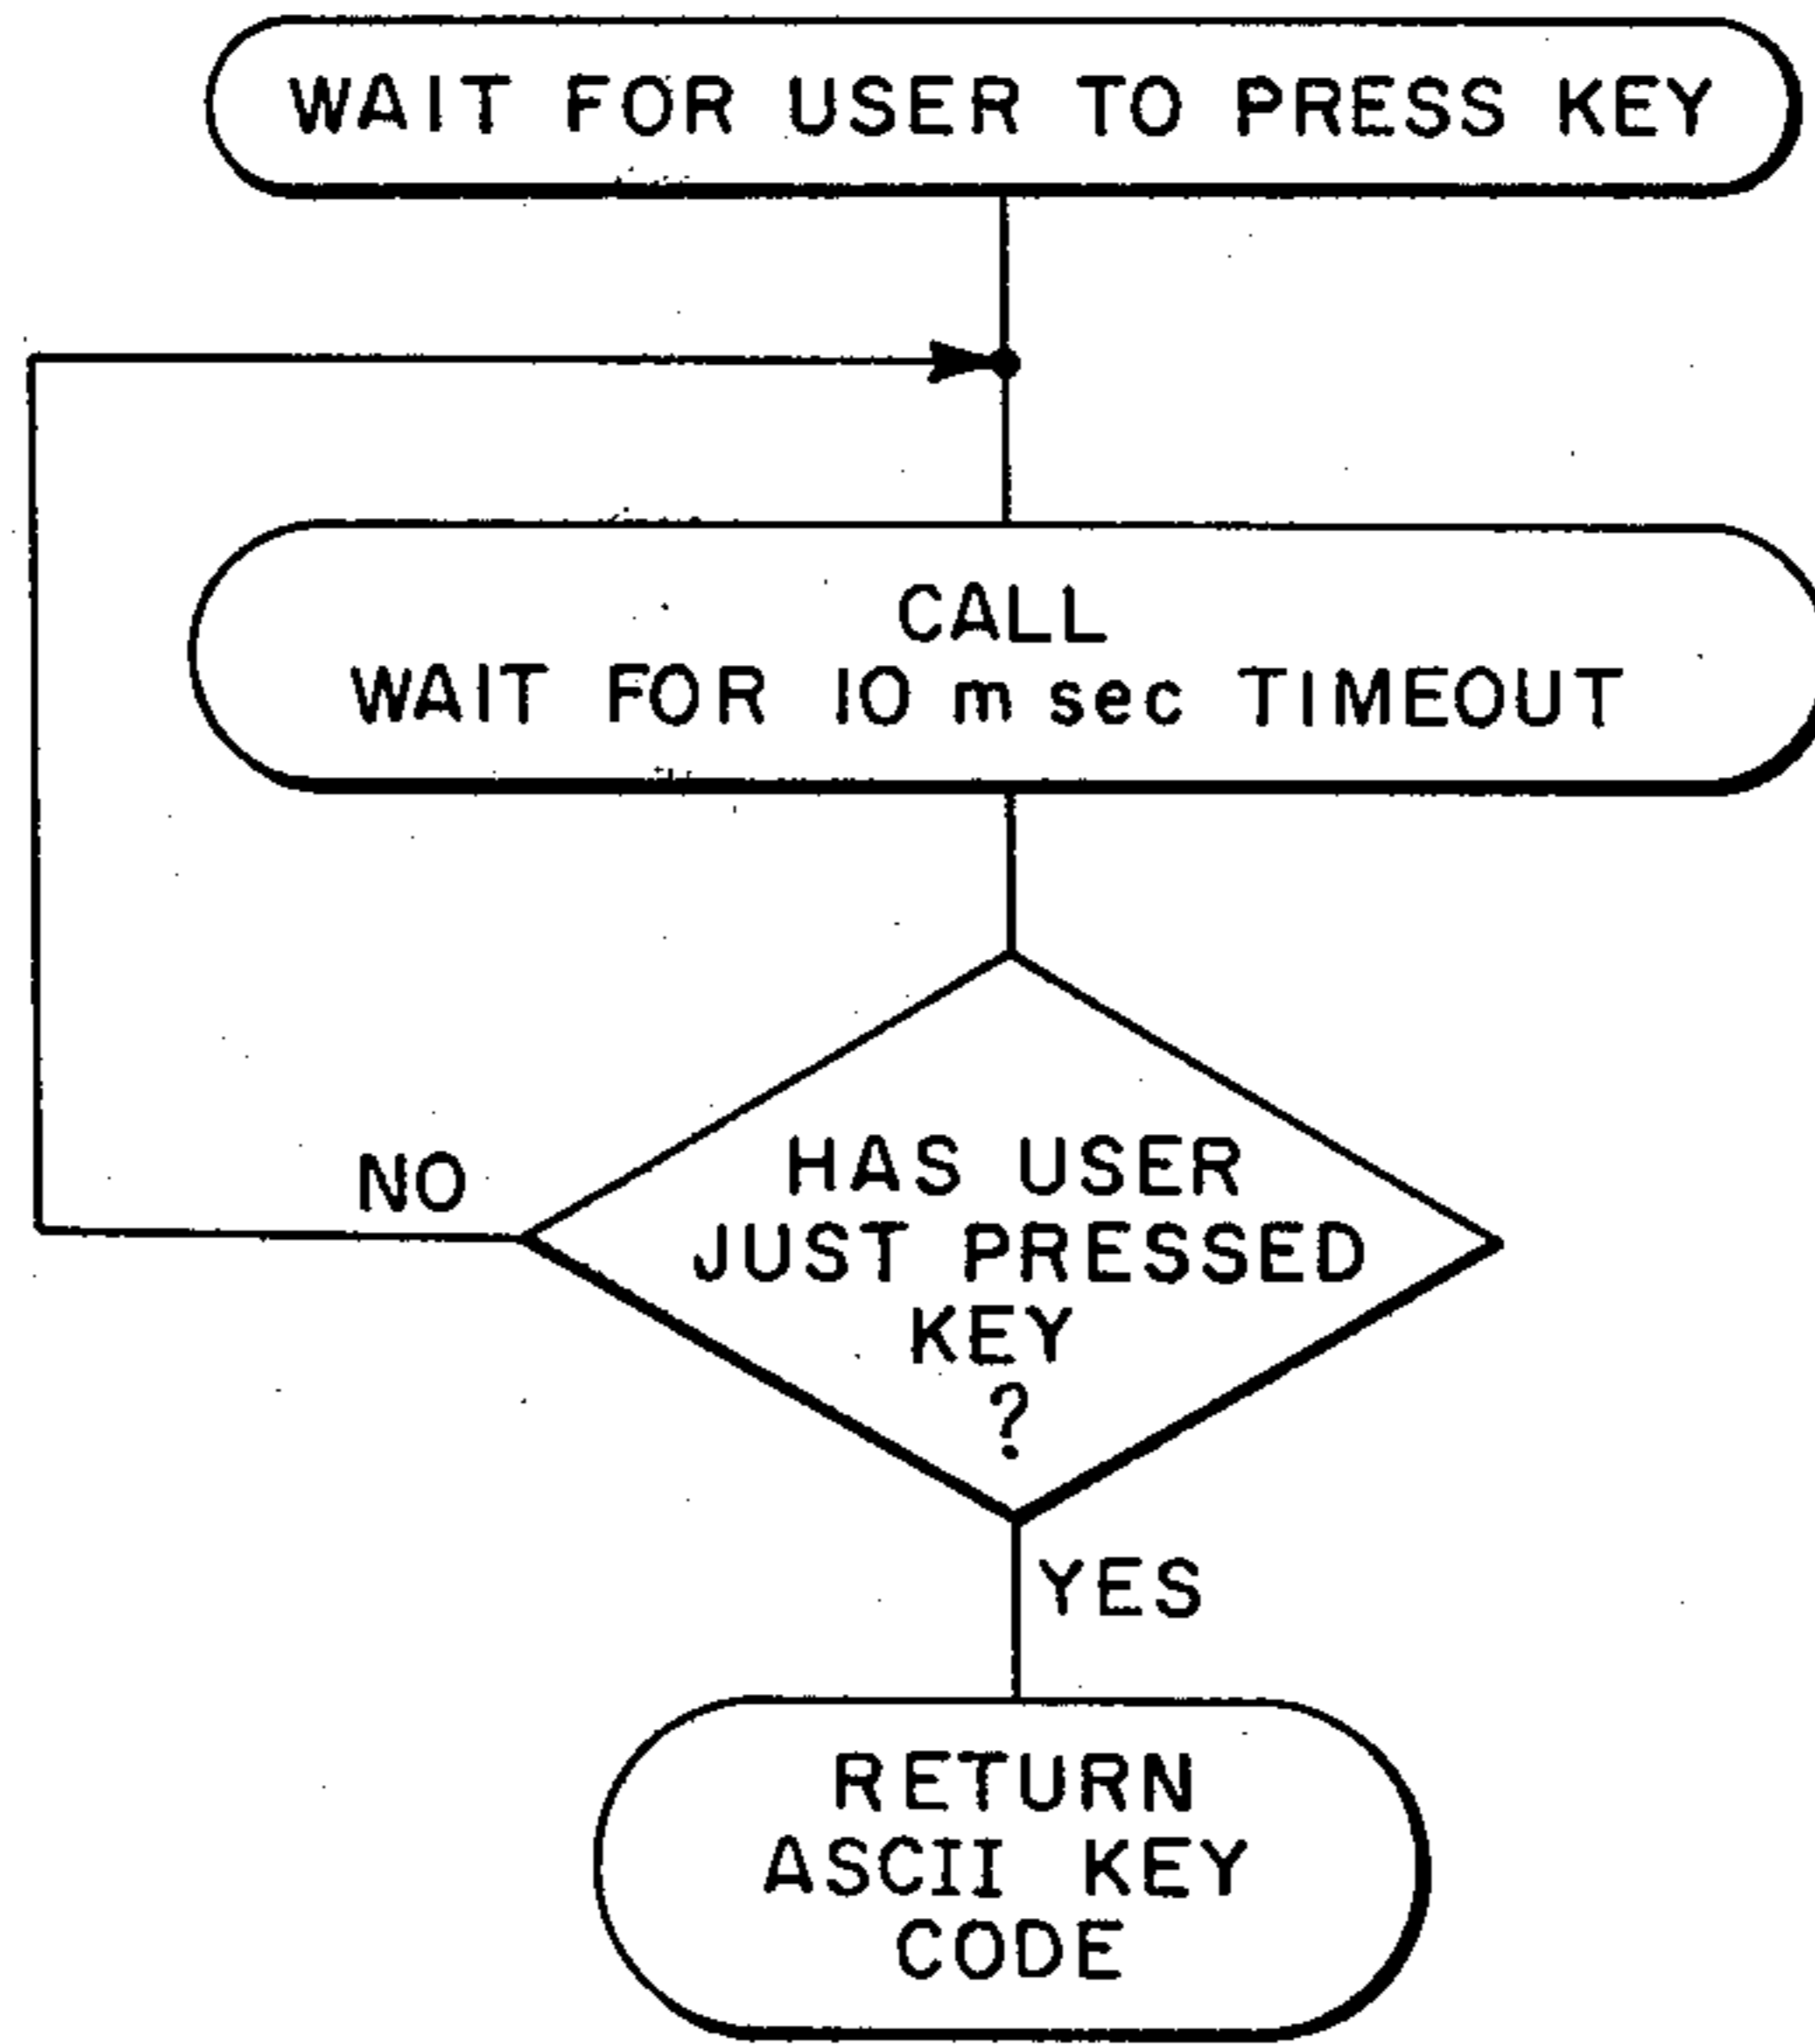 WAIT FOR USER TO PRESS KEY
CALL
WAIT FOR 10 m sec TIMEOUT
HAS USER
JUST PRESSED
KEY
?
NO
YES
RETURN
ASCII KEY
CODE